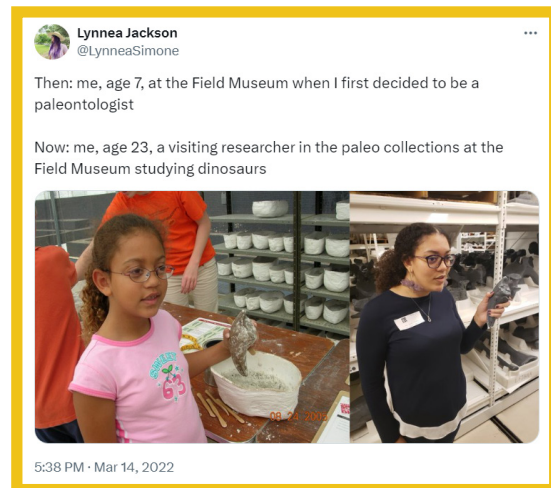 Lynnea Jackson
@LynneaSimone
Then: me, age 7, at the Field Museum when I first decided to be a
paleontologist
Now: me, age 23, a visiting researcher in the paleo collections at the
Field Museum studying dinosaurs
63
5:38 PM · Mar 14, 2022